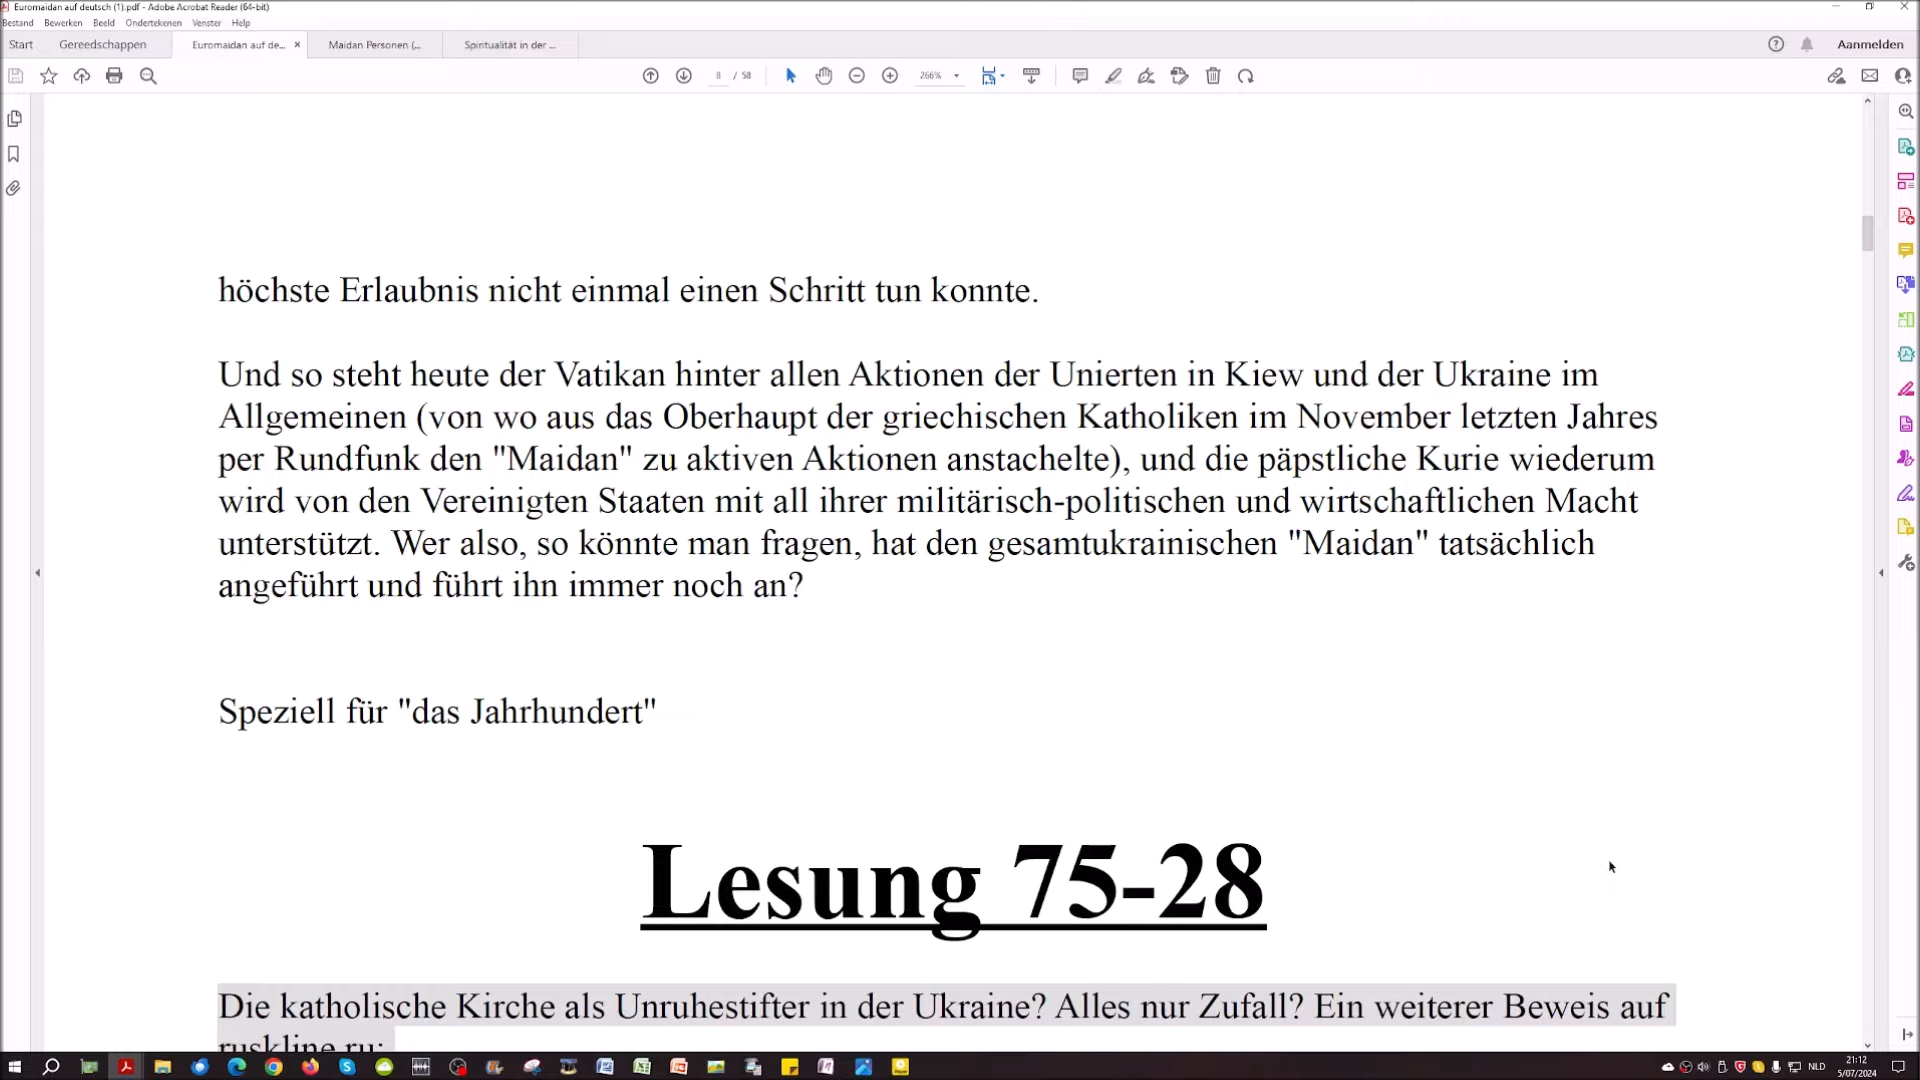 Euromaidan auf deutsch (1).pdf - Adobe Acrobat Reader (64-bit)
Bestand Bewerken Beeld Ondertekenen Venster Help
Start Gereedschappen Euromaidan auf de... × Maidan Personen (... Spiritualität in der ... Aanmelden
8 / 58 266%
höchste Erlaubnis nicht einmal einen Schritt tun konnte.
Und so steht heute der Vatikan hinter allen Aktionen der Unierten in Kiew und der Ukraine im
Allgemeinen (von wo aus das Oberhaupt der griechischen Katholiken im November letzten Jahres
per Rundfunk den "Maidan" zu aktiven Aktionen anstachelte), und die päpstliche Kurie wiederum
wird von den Vereinigten Staaten mit all ihrer militärisch-politischen und wirtschaftlichen Macht
unterstützt. Wer also, so könnte man fragen, hat den gesamtukrainischen "Maidan" tatsächlich
angeführt und führt ihn immer noch an?
Speziell für "das Jahrhundert"
Lesung 75-28
Die katholische Kirche als Unruhestifter in der Ukraine? Alles nur Zufall? Ein weiterer Beweis auf
ruskline.ru:
NLD
21:12
5/07/2024